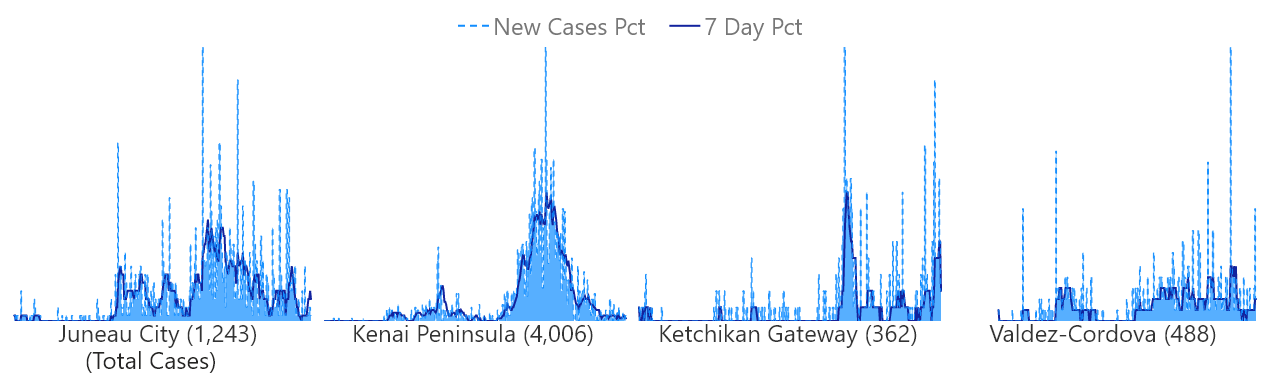 New Cases Pct 7 Day Pct
Juneau City (1,243) Kenai Peninsula (4,006) Ketchikan Gateway (362) Valdez-Cordova (488)
(Total Cases)